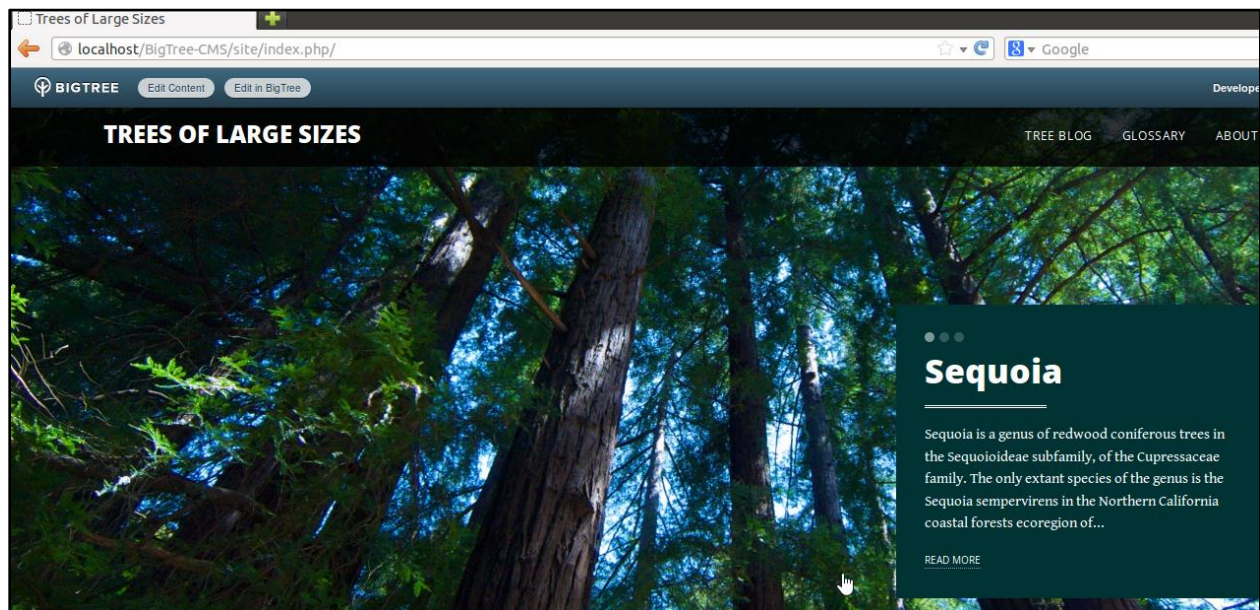 Trees of Large Sizes
localhost/BigTree-CMS/site/index.php/
8 Google
BIGTREE Edit Content Edit in BigTree
Develope
TREES OF LARGE SIZES
TREE BLOG GLOSSARY ABOUT
Sequoia
Sequoia is a genus of redwood coniferous trees in
the Sequoioideae subfamily, of the Cupressaceae
family. The only extant species of the genus is the
Sequoia sempervirens in the Northern California
coastal forests ecoregion of...
READ MORE